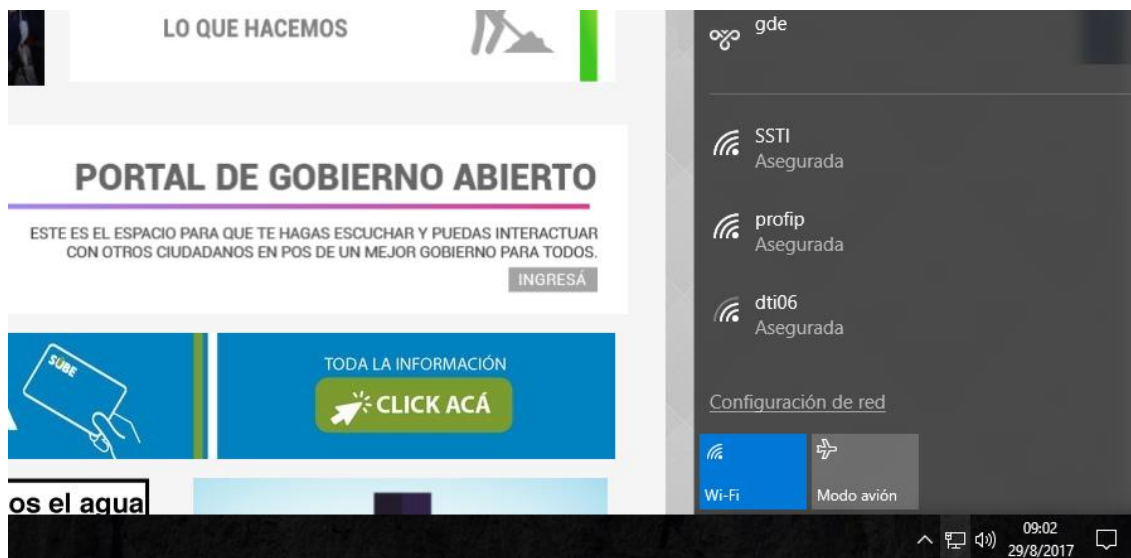 LO QUE HACEMOS
PORTAL DE GOBIERNO ABIERTO
ESTE ES EL ESPACIO PARA QUE TE HAGAS ESCUCHAR Y PUEDAS INTERACTUAR
CON OTROS CIUDADANOS EN POS DE UN MEJOR GOBIERNO PARA TODOS.
INGRESÁ
SUBE
A
TODA LA INFORMACIÓN
CLICK ACÁ
os el agua
gde
SSTI
Asegurada
profip
Asegurada
dti06
Asegurada
Configuración de red
Wi-Fi
Modo avión
09:02
29/8/2017